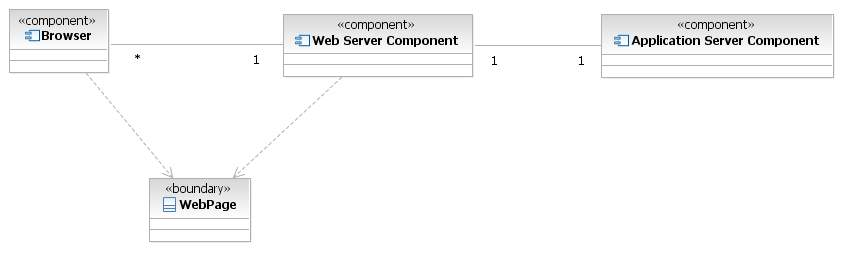 «component»
Browser
«component»
Web Server Component
«component»
Application Server Component
*
1
1
1
«boundary»
WebPage